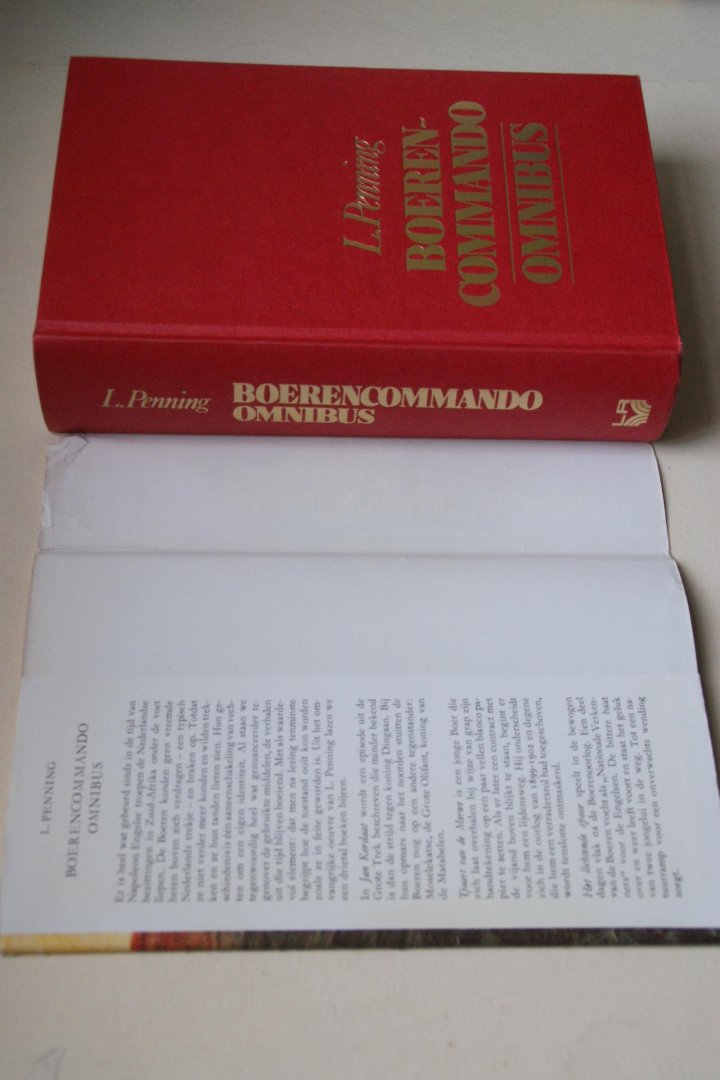 L. Penning
BOEREN-
COMMANDO
OMNIBUS
L. Penning
BOERENCOMMANDO
OMNIBUS
L. PENNING
BOERENCOMMANDO
OMNIBUS
Er is heel wat gebeurd sinds in de tijd van
Napoleon Engelse troepen de Nederlandse
bezittingen in Zuid-Afrika onder de voet
liepen. De Boeren konden geen vreemde
heren boven zich verdragen – een typisch
Nederlands trekje – en braken op. Totdat
ze niet verder meer konden en wilden trek-
ken en ze hun tanden lieten zien. Hun ge-
schiedenis is één aaneenschakeling van vech-
ten om een eigen identiteit. Al staan we
tegenwoordig heel wat genuanceerder te-
genover de gebruikte middelen, de verhalen
uit die tijd blijven boeiend. Met als waarde-
vol element: dat men na lezing tenminste
begrijpt hoe de toestand ooit kon worden
zoals ze in feite geworden is. Uit het om-
vangrijke oeuvre van L. Penning lazen we
een drietal boeken bijeen.
In Jan Kordaat wordt een episode uit de
Grote Trek beschreven die minder bekend
is dan de strijd tegen koning Dingaan. Bij
hun opmars naar het noorden stuitten de
Boeren nog op een andere tegenstander:
Moselekatse, de Grote Olifant, koning van
de Matabelen.
Tjaart van de Merwe is een jonge Boer die
zich laat overhalen bij wijze van grap zijn
handtekening op een paar vellen blanco pa-
pier te zetten. Als er later een contract met
de vijand boven blijkt te staan, begint er
voor hem een lijdensweg. Hij onderscheidt
zich in de oorlog van 1899-1902 en degene
die hem een verraderd had toegeschoven,
wordt tenslotte ontmaskerd.
Het lichtende spoor speelt in de bewogen
dagen vlak na de Boerenoorlog. Een deel
van de Boeren vocht als „Nationale Verken-
ners” voor de Engelsen. De bittere haat
over en weer leeft voort en staat het geluk
van twee jongelui in de weg. Tot een na-
tuurramp voor een onverwachte wending
zorgt.